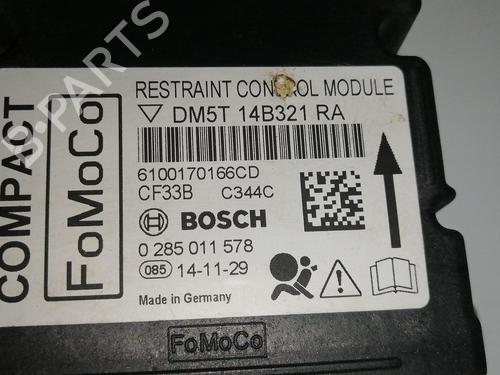 COMPACT
FoMoCo
RESTRAINT CONTROL MODULE
DM5T 14B321 RA
6100170166CD
CF33B C344C
BOSCH
0 285 011 578
085 14-11-29
Made in Germany
FoMoCo
B-PARTS